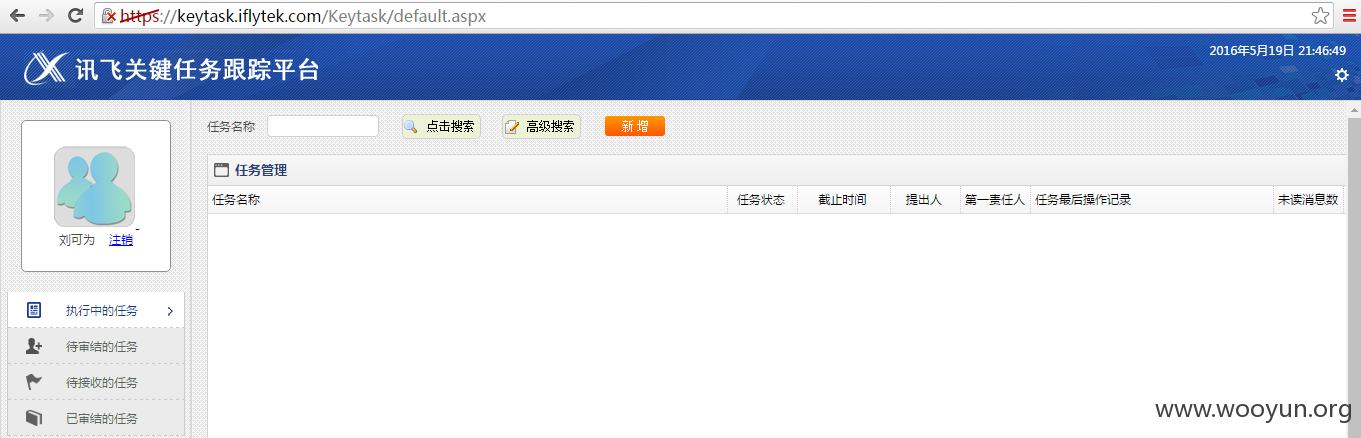 https://keytask.iflytek.com/Keytask/default.aspx
2016年5月19日 21:46:49
讯飞关键任务跟踪平台
任务名称 点击搜索 高级搜索 新 增
任务管理
任务名称 任务状态 截止时间 提出人 第一责任人 任务最后操作记录 未读消息数
刘可为 注销
执行中的任务
待审结的任务
待接收的任务
已审结的任务
www.wooyun.org